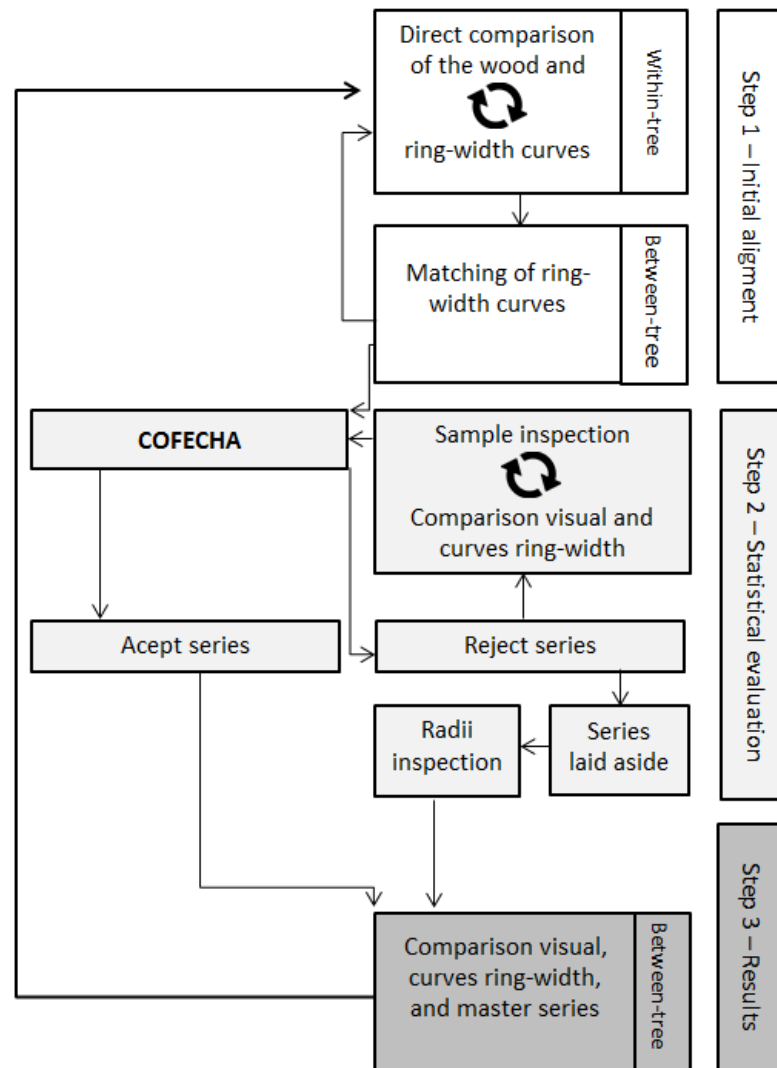 Direct comparison
of the wood and
ring-width curves
Within-tree
Step 1 – Initial aligment
Matching of ring-
width curves
Between-tree
COFECHA
Sample inspection
Comparison visual and
curves ring-width
Step 2 – Statistical evaluation
Acept series
Reject series
Radii
inspection
Series
laid aside
Comparison visual,
curves ring-width,
and master series
Between-tree
Step 3 – Results